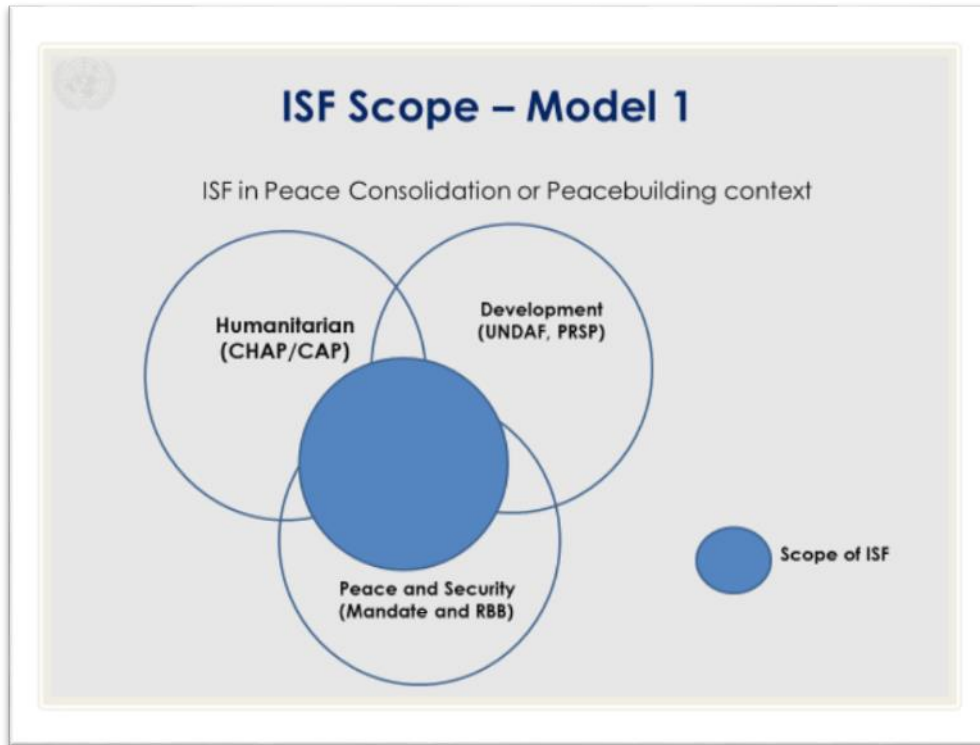 ISF Scope – Model 1
ISF in Peace Consolidation or Peacebuilding context
Humanitarian
(CHAP/CAP)
Development
(UNDAF, PRSP)
Peace and Security
(Mandate and RBB)
Scope of ISF